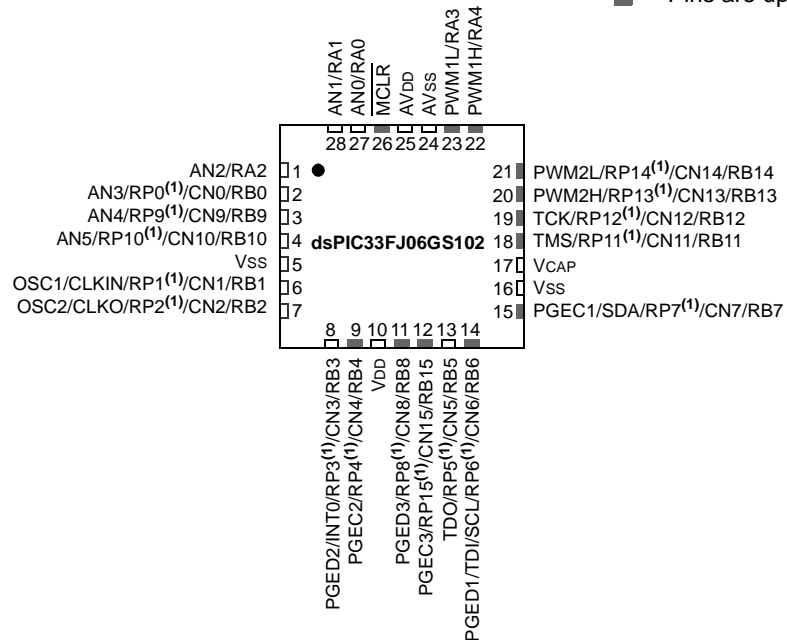 Pins are up
AN1/RA1
AN0/RA0
MCLR
AVDD
AVSS
PWM1L/RA3
PWM1H/RA4
28 27 26 25 24 23 22
AN2/RA2 1
AN3/RP0(1)/CN0/RB0 2
AN4/RP9(1)/CN9/RB9 3
AN5/RP10(1)/CN10/RB10 4
VSS 5
OSC1/CLKIN/RP1(1)/CN1/RB1 6
OSC2/CLKO/RP2(1)/CN2/RB2 7
dsPIC33FJ06GS102
21 PWM2L/RP14(1)/CN14/RB14
20 PWM2H/RP13(1)/CN13/RB13
19 TCK/RP12(1)/CN12/RB12
18 TMS/RP11(1)/CN11/RB11
17 VCAP
16 VSS
15 PGEC1/SDA/RP7(1)/CN7/RB7
8 9 10 11 12 13 14
PGED2/INT0/RP3(1)/CN3/RB3
PGEC2/RP4(1)/CN4/RB4
VDD
PGED3/RP8(1)/CN8/RB8
PGEC3/RP15(1)/CN15/RB15
TDO/RP5(1)/CN5/RB5
PGED1/TDI/SCL/RP6(1)/CN6/RB6